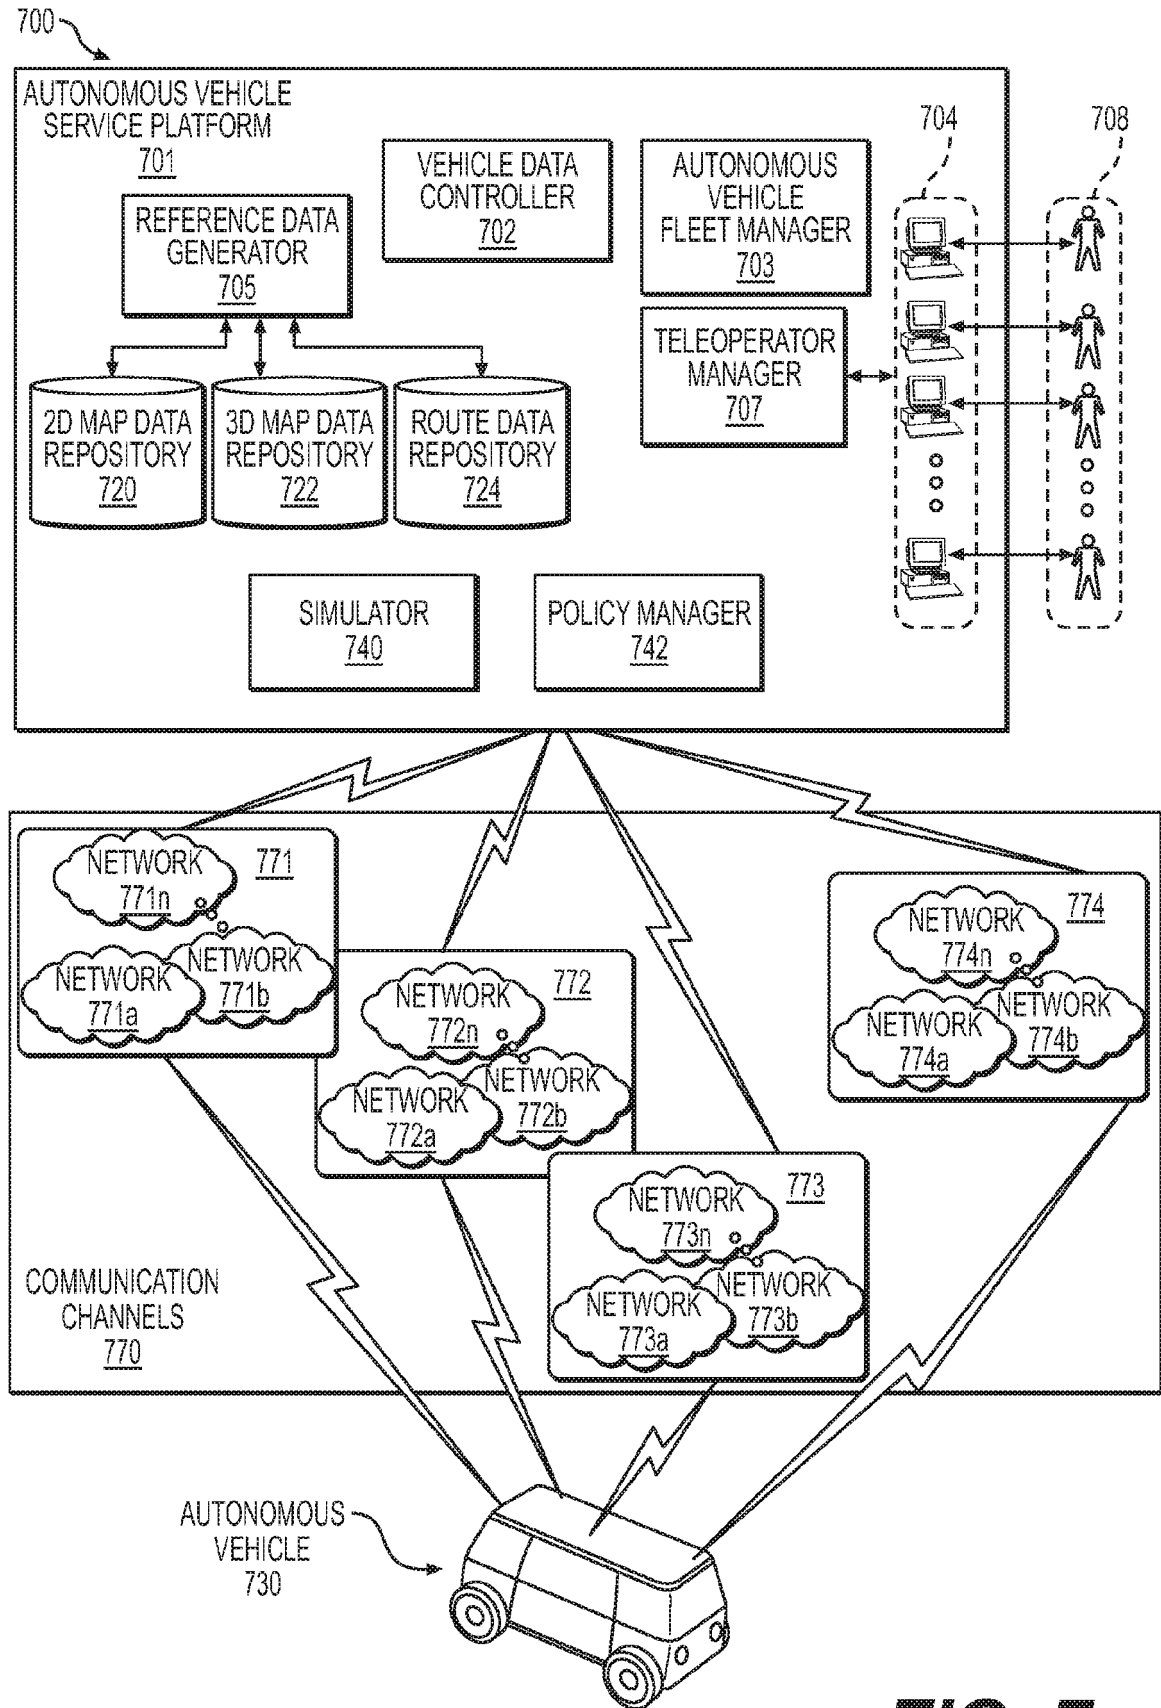 700
AUTONOMOUS VEHICLE
SERVICE PLATFORM
701
REFERENCE DATA
GENERATOR
705
VEHICLE DATA
CONTROLLER
702
AUTONOMOUS
VEHICLE
FLEET MANAGER
703
704
708
TELEOPERATOR
MANAGER
707
2D MAP DATA
REPOSITORY
720
3D MAP DATA
REPOSITORY
722
ROUTE DATA
REPOSITORY
724
SIMULATOR
740
POLICY MANAGER
742
771
NETWORK
771n
NETWORK
771a
NETWORK
771b
772
NETWORK
772n
NETWORK
772a
NETWORK
772b
773
NETWORK
773n
NETWORK
773a
NETWORK
773b
774
NETWORK
774n
NETWORK
774a
NETWORK
774b
COMMUNICATION
CHANNELS
770
AUTONOMOUS
VEHICLE
730